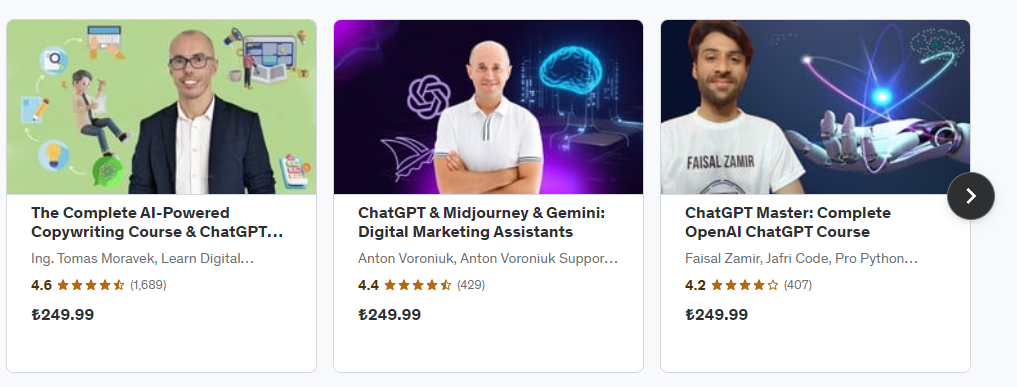 The Complete AI-Powered
Copywriting Course & ChatGPT...
Ing. Tomas Moravek, Learn Digital...
4.6 (1,689)
₺249.99
ChatGPT & Midjourney & Gemini:
Digital Marketing Assistants
Anton Voroniuk, Anton Voroniuk Suppor...
4.4 (429)
₺249.99
FAISAL ZAMIR
ChatGPT Master: Complete
OpenAI ChatGPT Course
Faisal Zamir, Jafri Code, Pro Python...
4.2 (407)
₺249.99